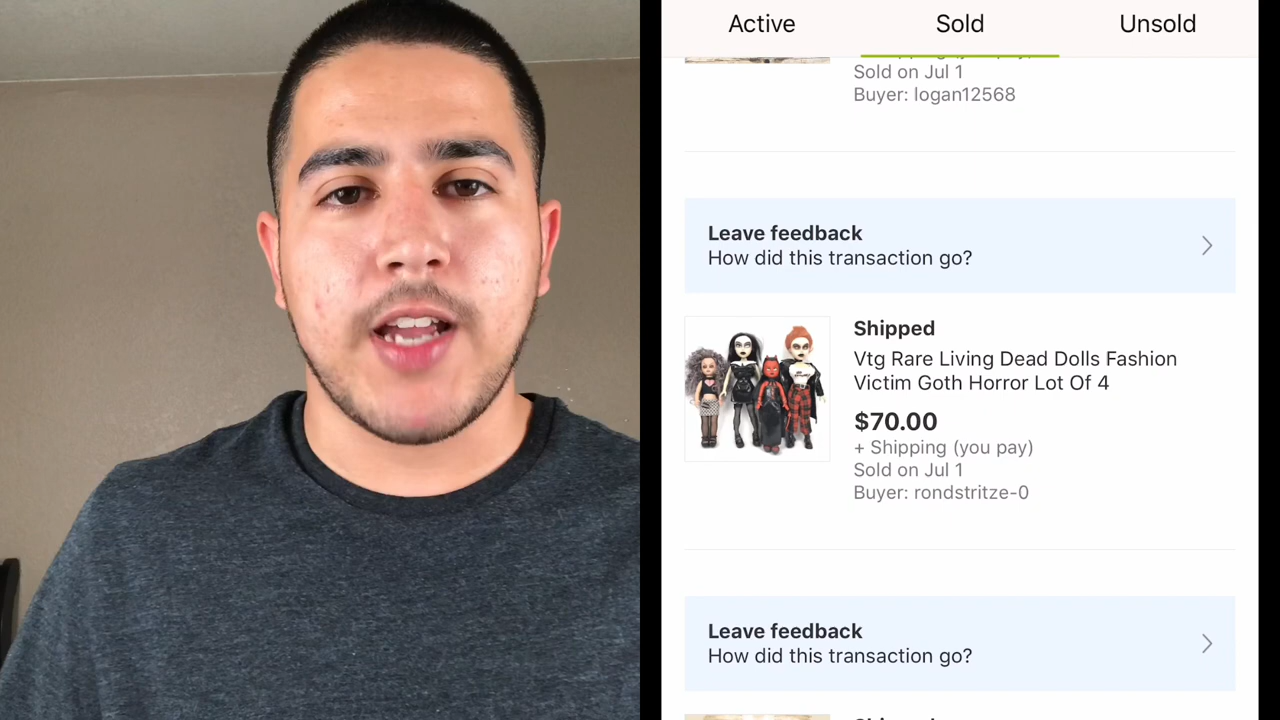 Active
Sold
Unsold
Sold on Jul 1
Buyer: logan12568
Leave feedback
How did this transaction go?
Shipped
Vtg Rare Living Dead Dolls Fashion
Victim Goth Horror Lot Of 4
$70.00
+ Shipping (you pay)
Sold on Jul 1
Buyer: rondstritze-0
Leave feedback
How did this transaction go?